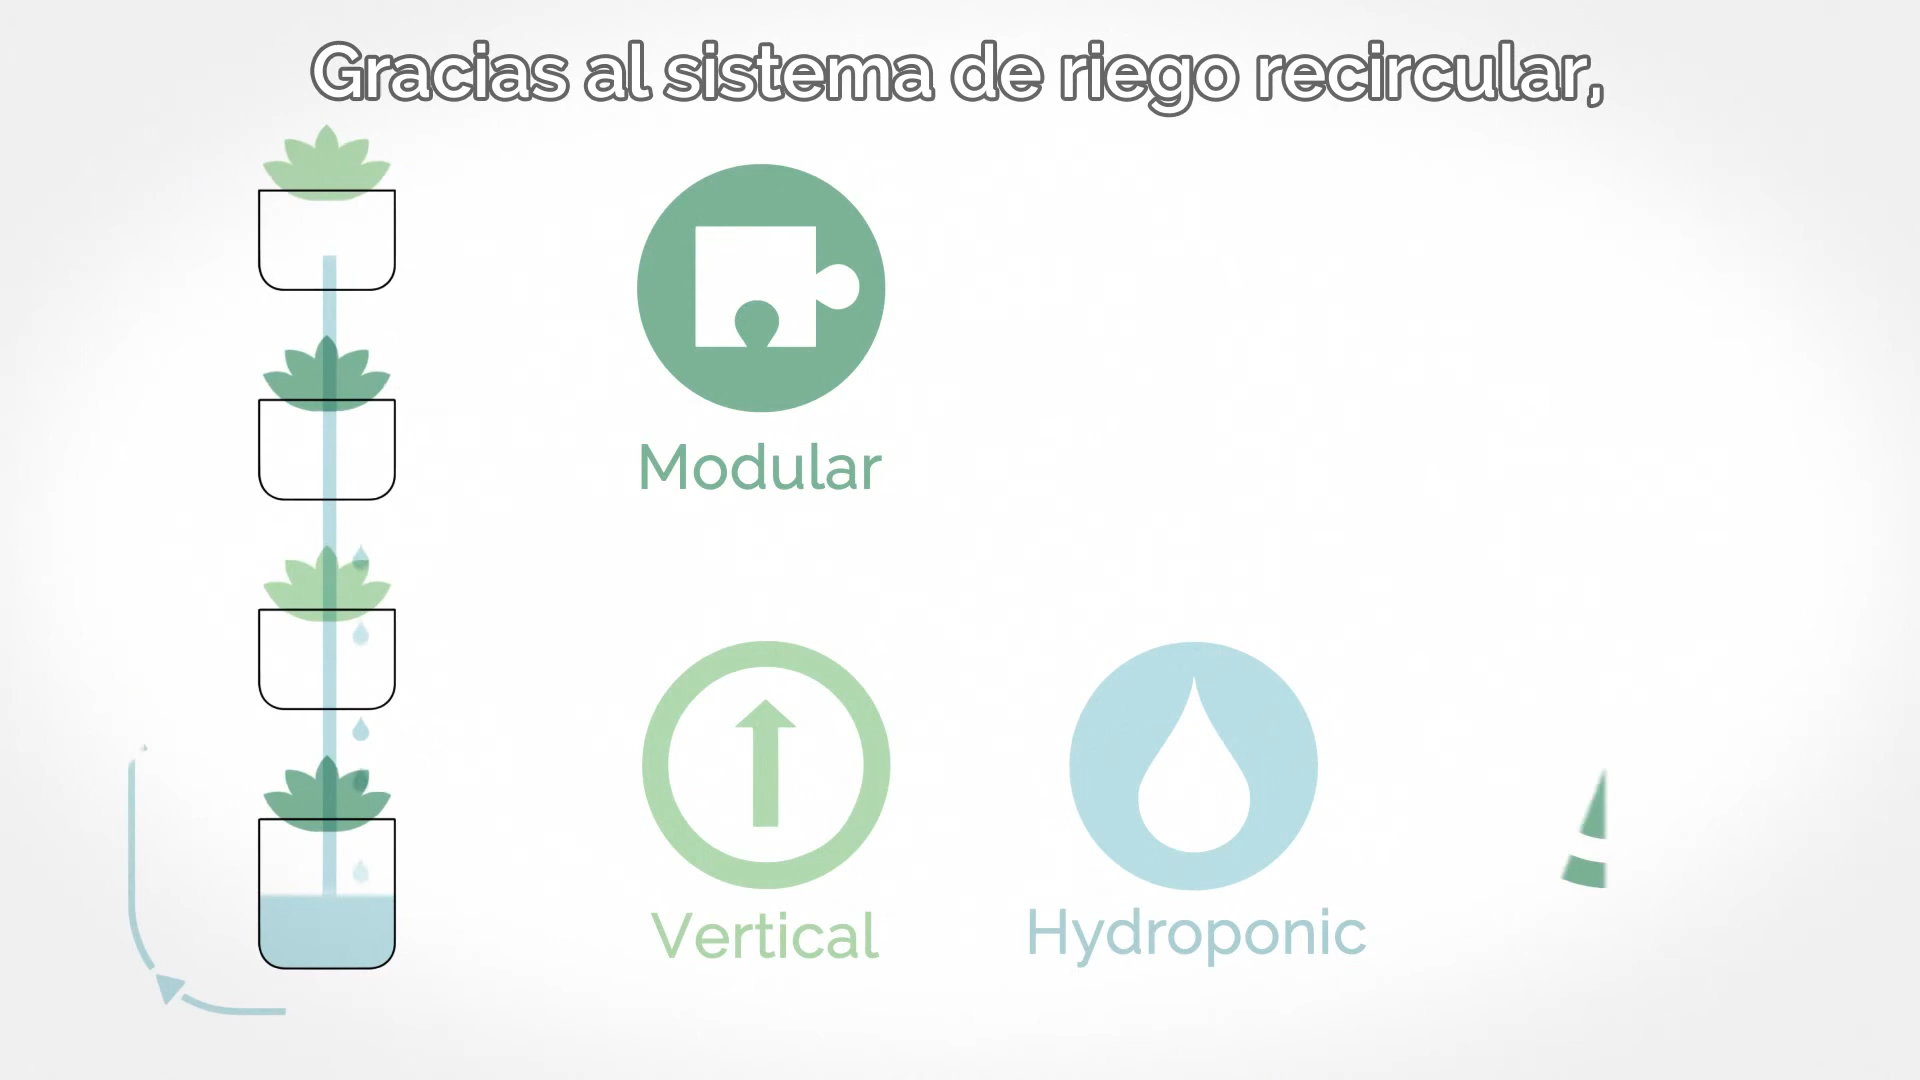 Gracias al sistema de riego recircular,
Modular
Vertical
Hydroponic